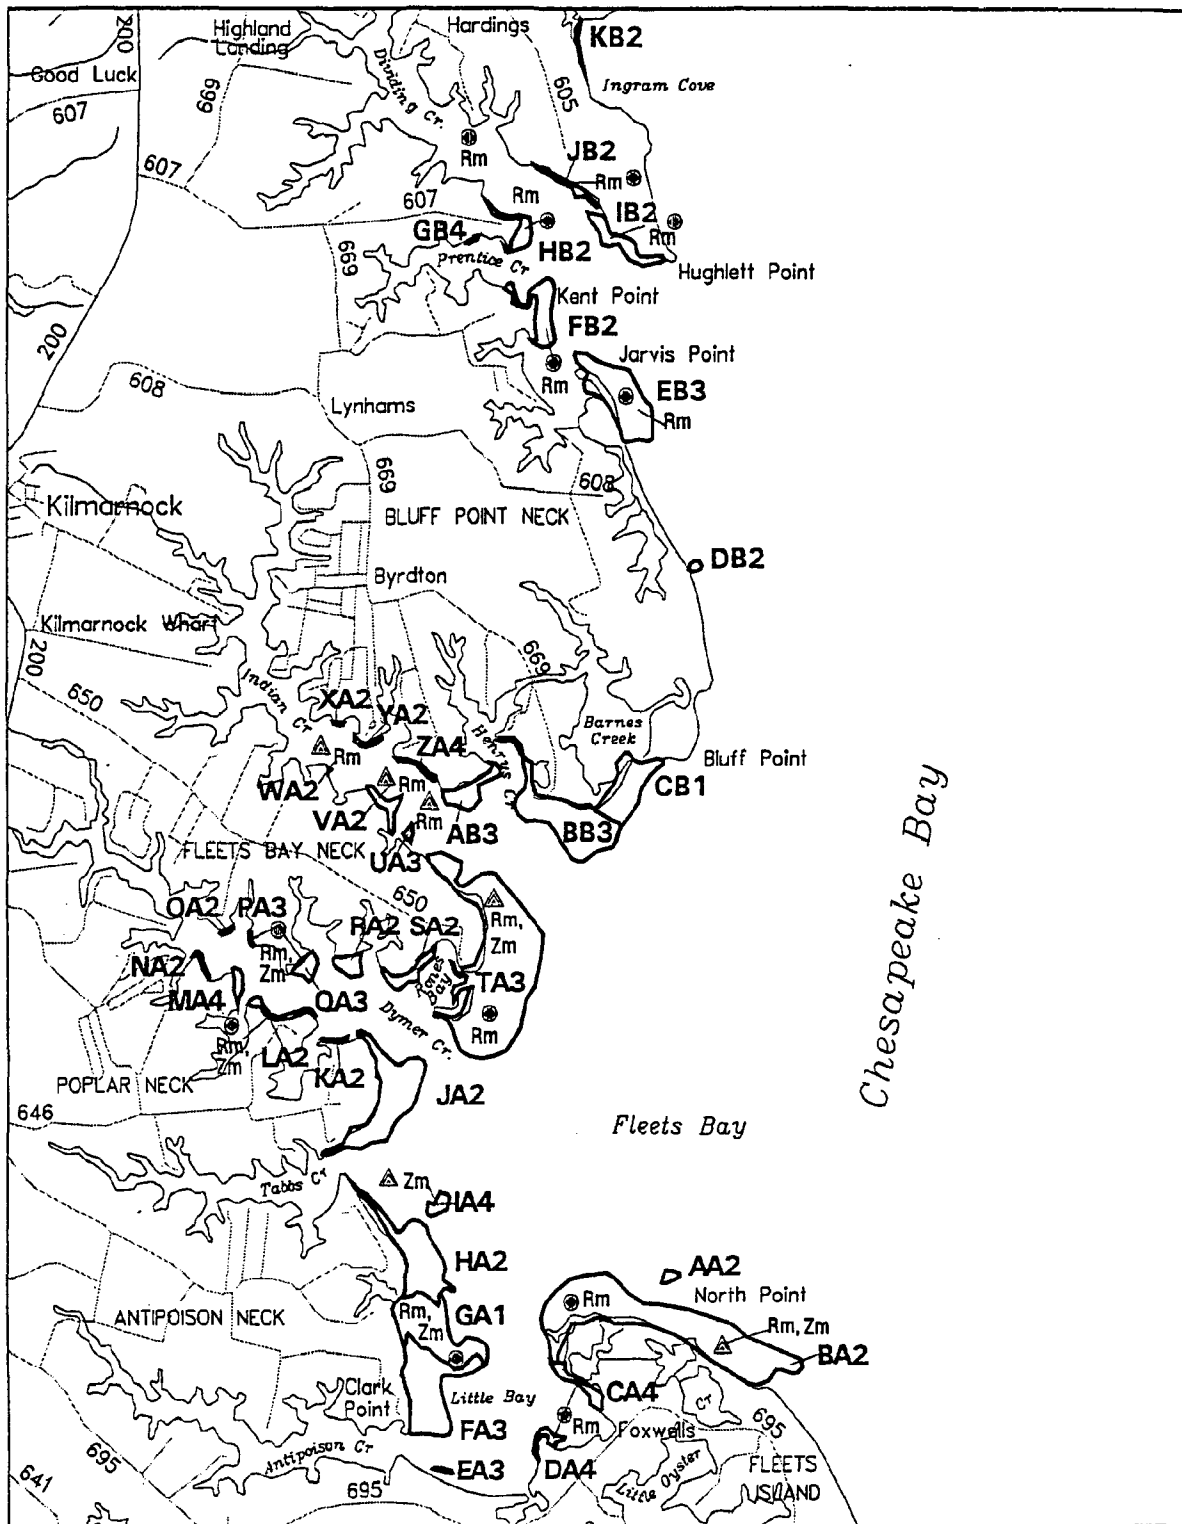 200
Highland
Landing
Hardings
KB2
Good Luck
699
Dividing Cr.
605
Ingram Cove
607
Rm
JB2
607
Rm
Rm
607
IB2
GB4
HB2
Rm
669
Prentice Cr
Hughlett Point
Kent Point
200
FB2
Jarvis Point
608
Rm
EB3
Lynhams
Rm
669
608
Kilmarnock
BLUFF POINT NECK
DB2
Byrdton
Kilmarnock Wharf
200
669
650
Indian Cr
XA2
YA2
Henrys Cr
Barnes
Creek
Rm
ZA4
Bluff Point
WA2
Rm
CB1
VA2
Rm
AB3
BB3
FLEETS BAY NECK
UA3
Chesapeake Bay
650
OA2
PA3
RA2
SA2
Rm,
Zm
NA2
Rm,
Zm
Rones
Bay
TA3
MA4
QA3
Dymer Cr.
Rm
Rm,
Zm
LA2
KA2
POPLAR NECK
JA2
646
Fleets Bay
Tabbs Cr
Zm
IA4
HA2
AA2
North Point
Rm
ANTIPOISON NECK
Rm,
Zm
GA1
Rm, Zm
BA2
Clark
Point
Little Bay
CA4
Cr
FA3
Rm
Foxwells
695
Antipoison Cr
695
EA3
DA4
Little Oyster
FLEETS
ISLAND
641
695